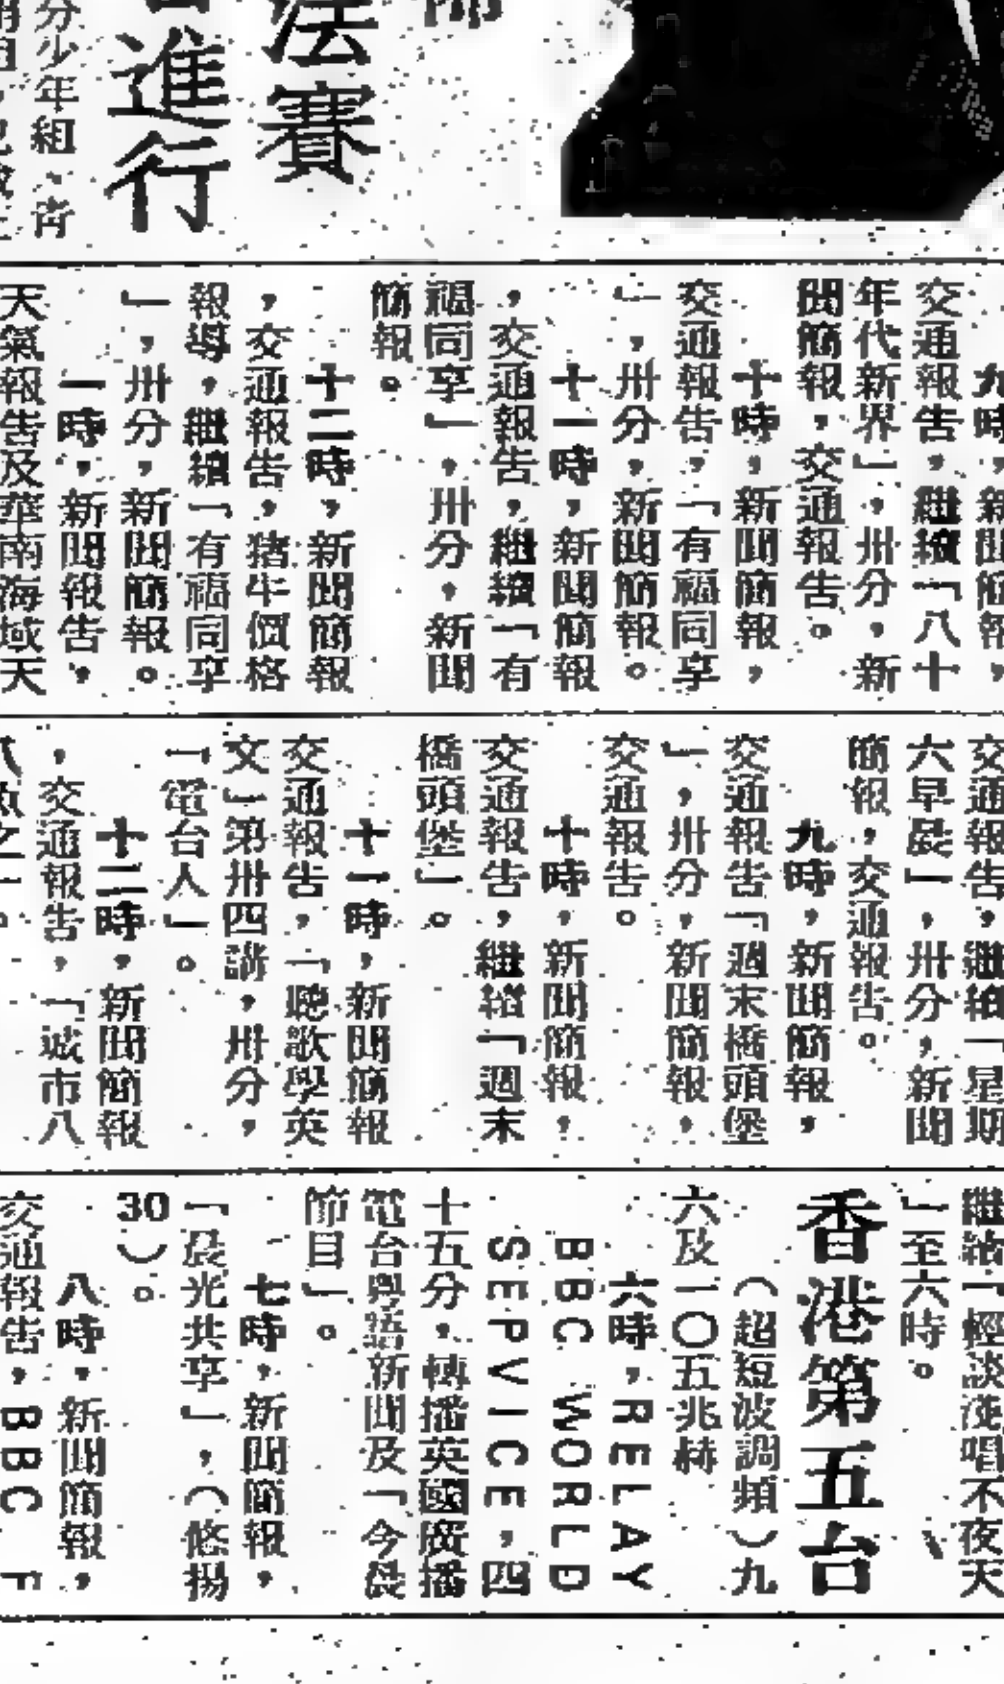 法賽
進行
分少年組、青
九時，新聞簡報，
交通報告，繼續「八十
年代新界」，卅分，新
聞簡報，交通報告。
十時，新聞簡報，
交通報告，「有福同享
」，卅分，新聞簡報。
十一時，新聞簡報
，交通報告，繼續「有
福同享」，卅分，新聞
簡報。
十二時，新聞簡報
，交通報告，猪牛價格
報導，繼續「有福同享
」，卅分，新聞簡報。
一時，新聞報告，
天氣報告及華南海域天
交通報告，繼續「星期
六早晨」，卅分，新聞
簡報，交通報告。
九時，新聞簡報，
交通報告「週末橋頭堡
」，卅分，新聞簡報，
交通報告。
十時，新聞簡報，
交通報告，繼續「週末
橋頭堡」。
十一時，新聞簡報
交通報告，「聽歌學英
文」第卅四講，卅分，
「電台人」。
十二時，新聞簡報
，交通報告，「城市八
八點之一。
繼續「輕談淺唱不夜天
」至六時。
香港第五台
（超短波調頻）九
六及一〇五兆赫
六時，RELAY
BBC WORLD
SEPVICE，四
十五分，轉播英國廣播
電台粵語新聞及「今晨
節目」。
七時，新聞簡報，
「晨光共享」，（悠揚
30）。
八時，新聞簡報，
交通報告，BBC F